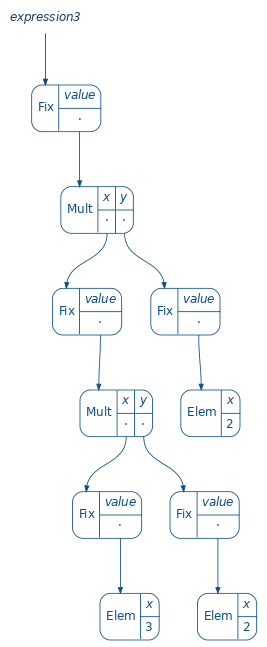 expression3
Fix value
.
Mult x y
. .
Fix value
.
Fix value
.
Mult x y
. .
Elem x
2
Fix value
.
Fix value
.
Elem x
3
Elem x
2